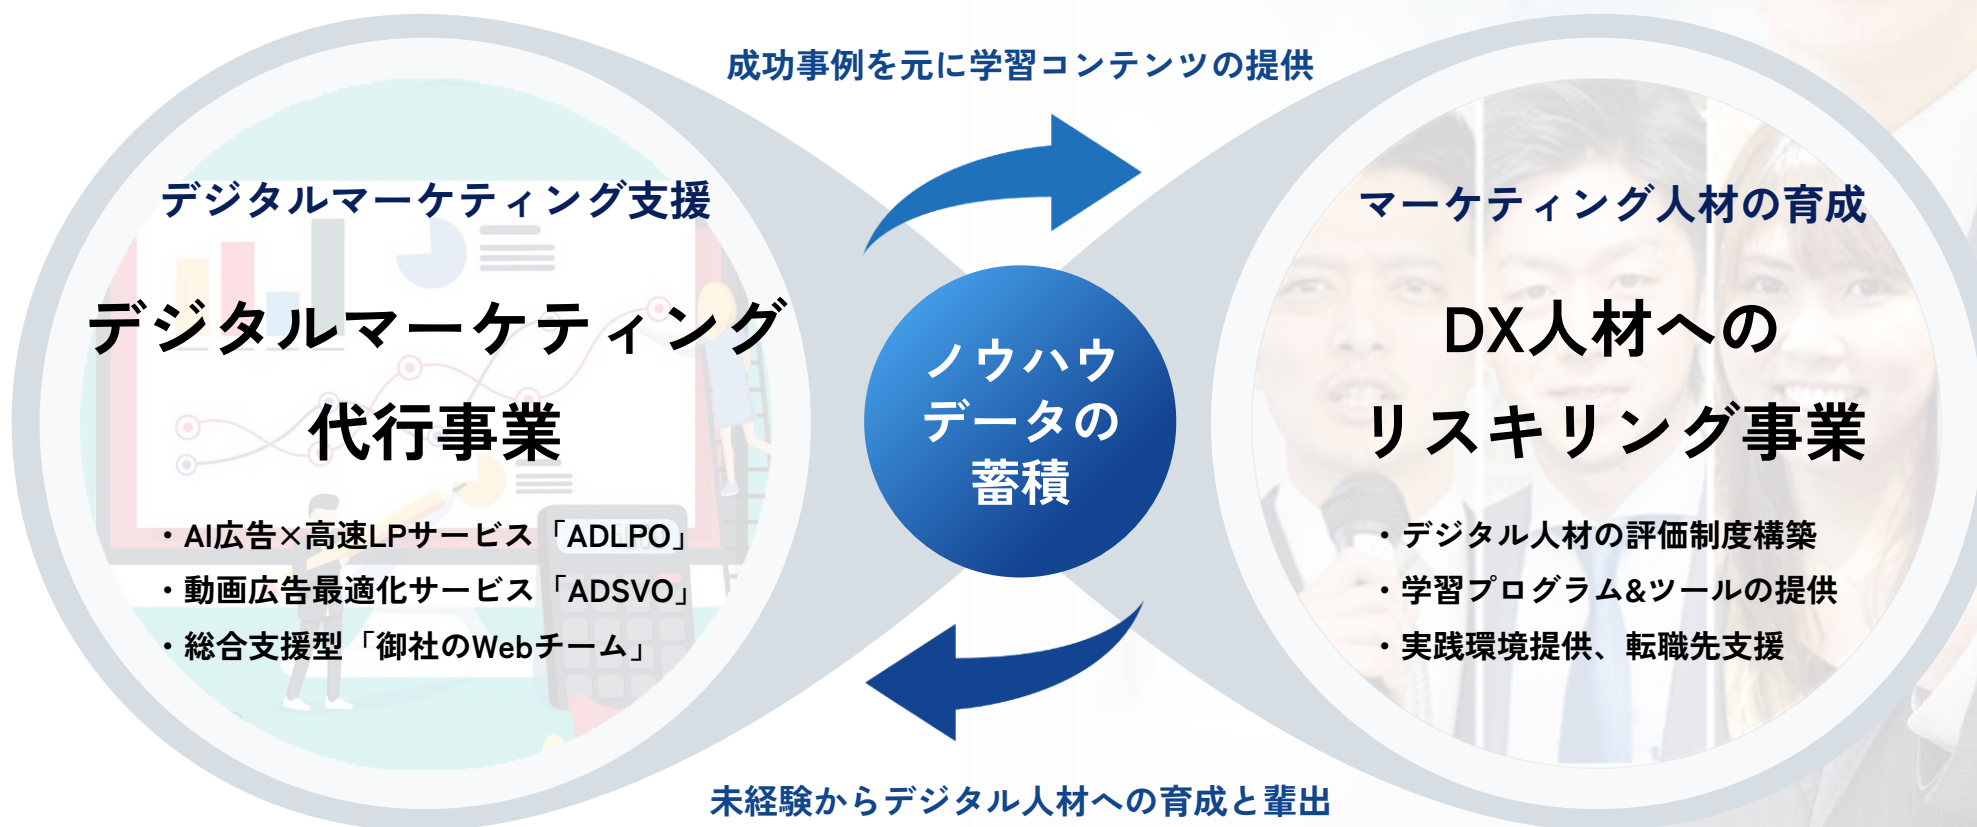 成功事例を元に学習コンテンツの提供
デジタルマーケティング支援
デジタルマーケティング
代行事業
・AI広告×高速LPサービス「ADLPO」
・動画広告最適化サービス「ADSVO」
・総合支援型「御社のWebチーム」
ノウハウ
データの
蓄積
マーケティング人材の育成
DX人材への
リスキリング事業
・デジタル人材の評価制度構築
・学習プログラム&ツールの提供
・実践環境提供、転職先支援
未経験からデジタル人材への育成と輩出